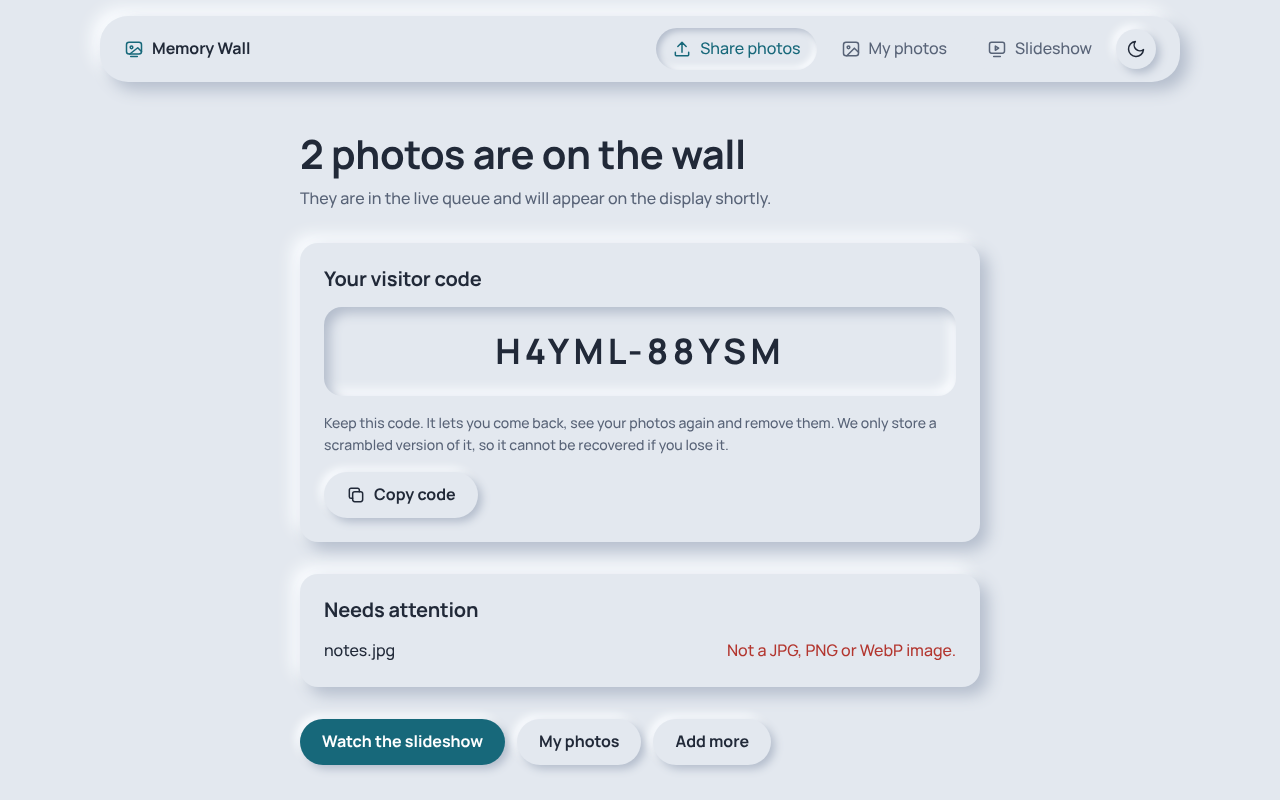 Memory Wall
Share photos
My photos
Slideshow
2 photos are on the wall
They are in the live queue and will appear on the display shortly.
Your visitor code
H4YML-88YSM
Keep this code. It lets you come back, see your photos again and remove them. We only store a
scrambled version of it, so it cannot be recovered if you lose it.
Copy code
Needs attention
notes.jpg
Not a JPG, PNG or WebP image.
Watch the slideshow
My photos
Add more